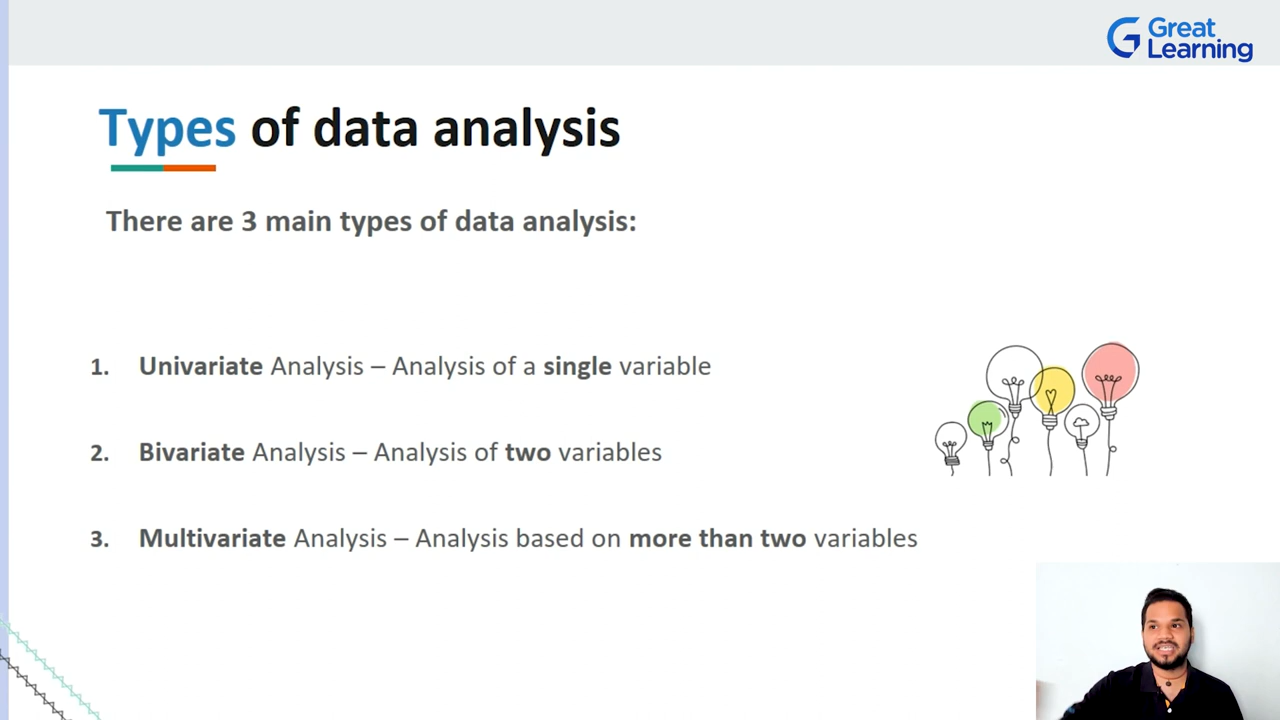 Great
Learning
Types of data analysis
There are 3 main types of data analysis:
1. Univariate Analysis – Analysis of a single variable
2. Bivariate Analysis – Analysis of two variables
3. Multivariate Analysis – Analysis based on more than two variables